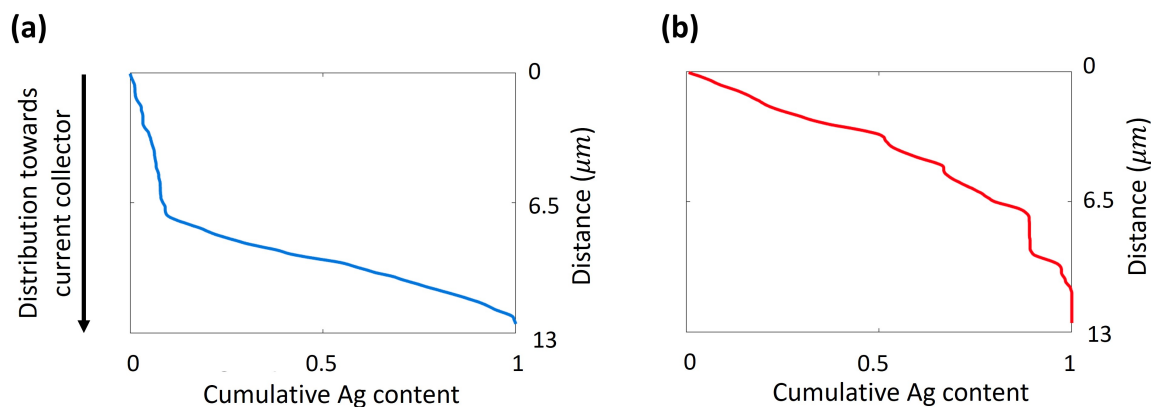 (a)
(b)
Distribution towards
current collector
0
6.5
13
Distance (μm)
0
0.5
1
Cumulative Ag content
0
6.5
13
Distance (μm)
0
0.5
1
Cumulative Ag content